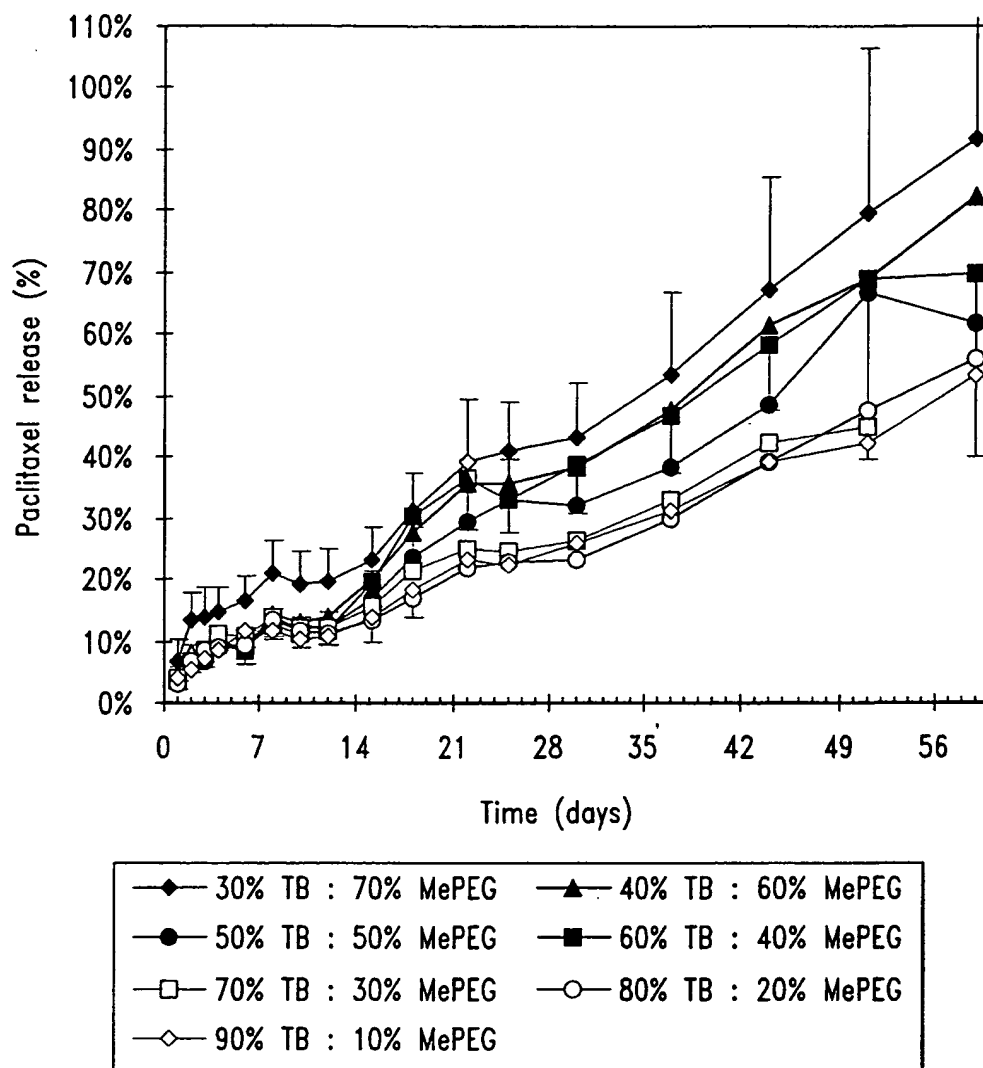 110%
100%
90%
80%
70%
60%
50%
40%
30%
20%
10%
0%
Paclitaxel release (%)
0 7 14 21 28 35 42 49 56
Time (days)
30% TB : 70% MePEG
40% TB : 60% MePEG
50% TB : 50% MePEG
60% TB : 40% MePEG
70% TB : 30% MePEG
80% TB : 20% MePEG
90% TB : 10% MePEG